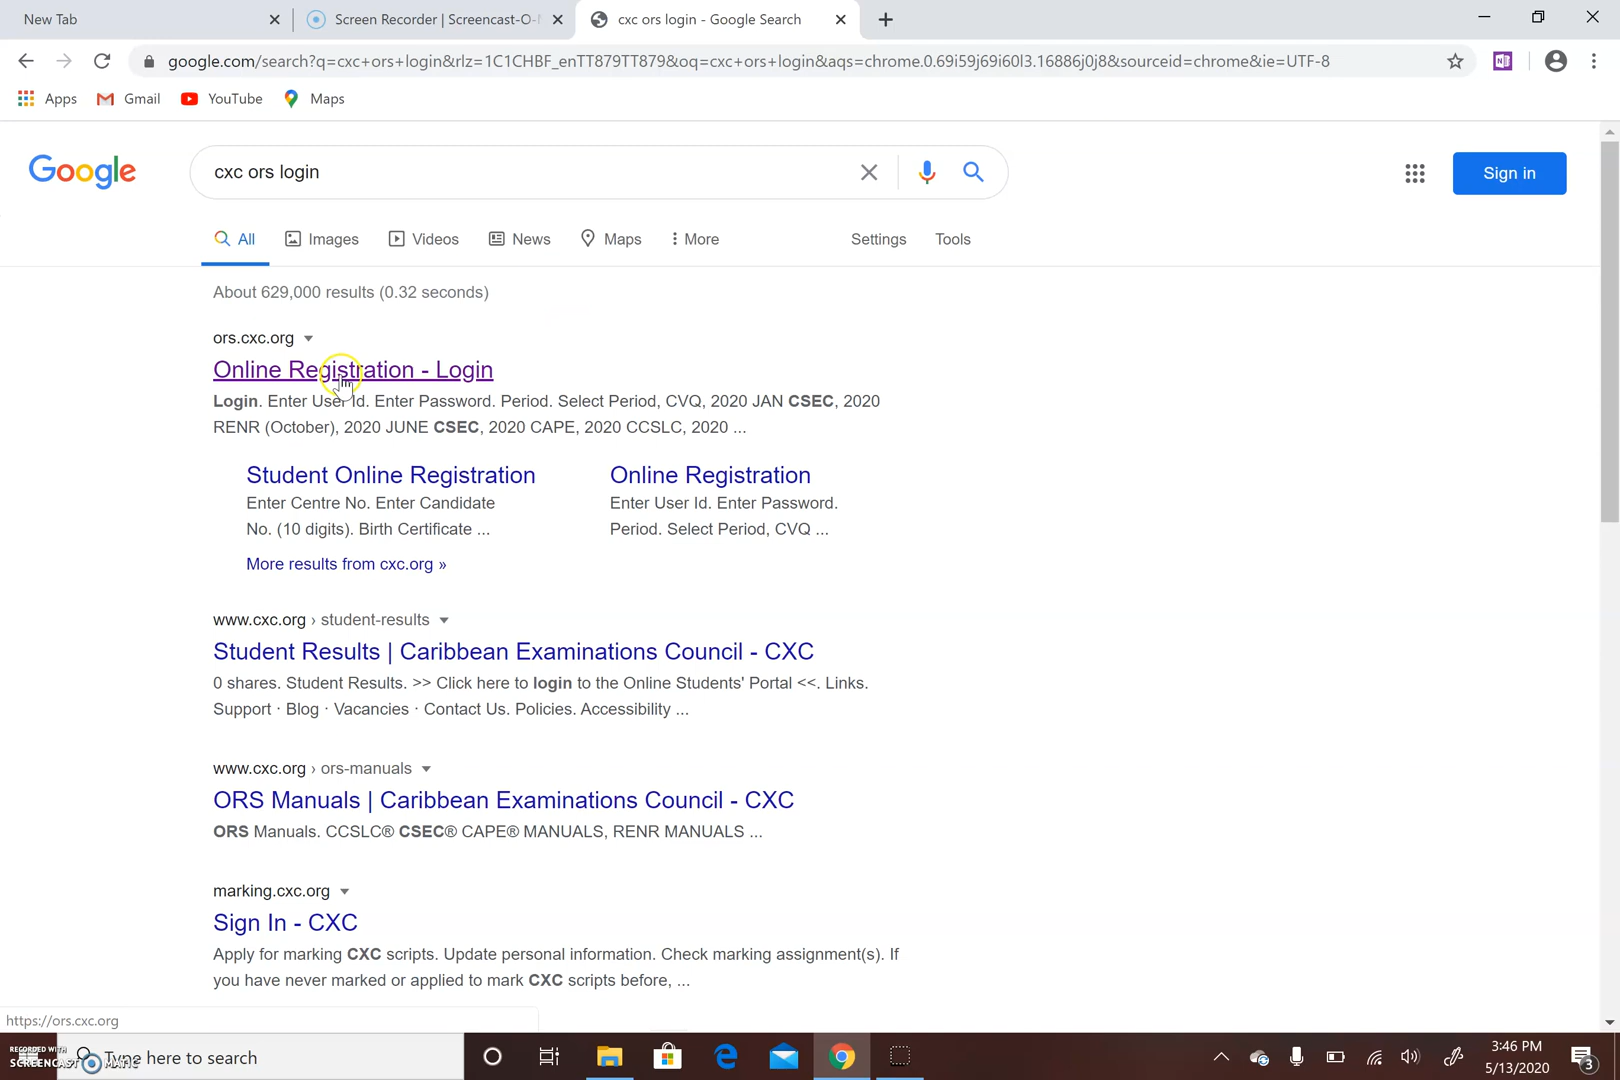 New Tab
Screen Recorder | Screencast-O-
cxc ors login - Google Search
google.com/search?q=cxc+ors+login&rlz=1C1CHBF_enTT879TT879&oq=cxc+ors+login&aqs=chrome.0.69i59j69i60l3.16886j0j8&sourceid=chrome&ie=UTF-8
Apps
Gmail
YouTube
Maps
Google
cxc ors login
Sign in
All
Images
Videos
News
Maps
More
Settings
Tools
About 629,000 results (0.32 seconds)
ors.cxc.org
Online Registration - Login
Login. Enter User Id. Enter Password. Period. Select Period, CVQ, 2020 JAN CSEC, 2020
RENR (October), 2020 JUNE CSEC, 2020 CAPE, 2020 CCSLC, 2020 ...
Student Online Registration
Enter Centre No. Enter Candidate
No. (10 digits). Birth Certificate ...
Online Registration
Enter User Id. Enter Password.
Period. Select Period, CVQ ...
More results from cxc.org »
www.cxc.org › student-results
Student Results | Caribbean Examinations Council - CXC
0 shares. Student Results. >> Click here to login to the Online Students' Portal <<. Links.
Support · Blog · Vacancies · Contact Us. Policies. Accessibility ...
www.cxc.org › ors-manuals
ORS Manuals | Caribbean Examinations Council - CXC
ORS Manuals. CCSLC® CSEC® CAPE® MANUALS, RENR MANUALS ...
marking.cxc.org
Sign In - CXC
Apply for marking CXC scripts. Update personal information. Check marking assignment(s). If
you have never marked or applied to mark CXC scripts before, ...
https://ors.cxc.org
RECORDED WITH
SCREENCAST MATIC
Type here to search
3:46 PM
5/13/2020
3